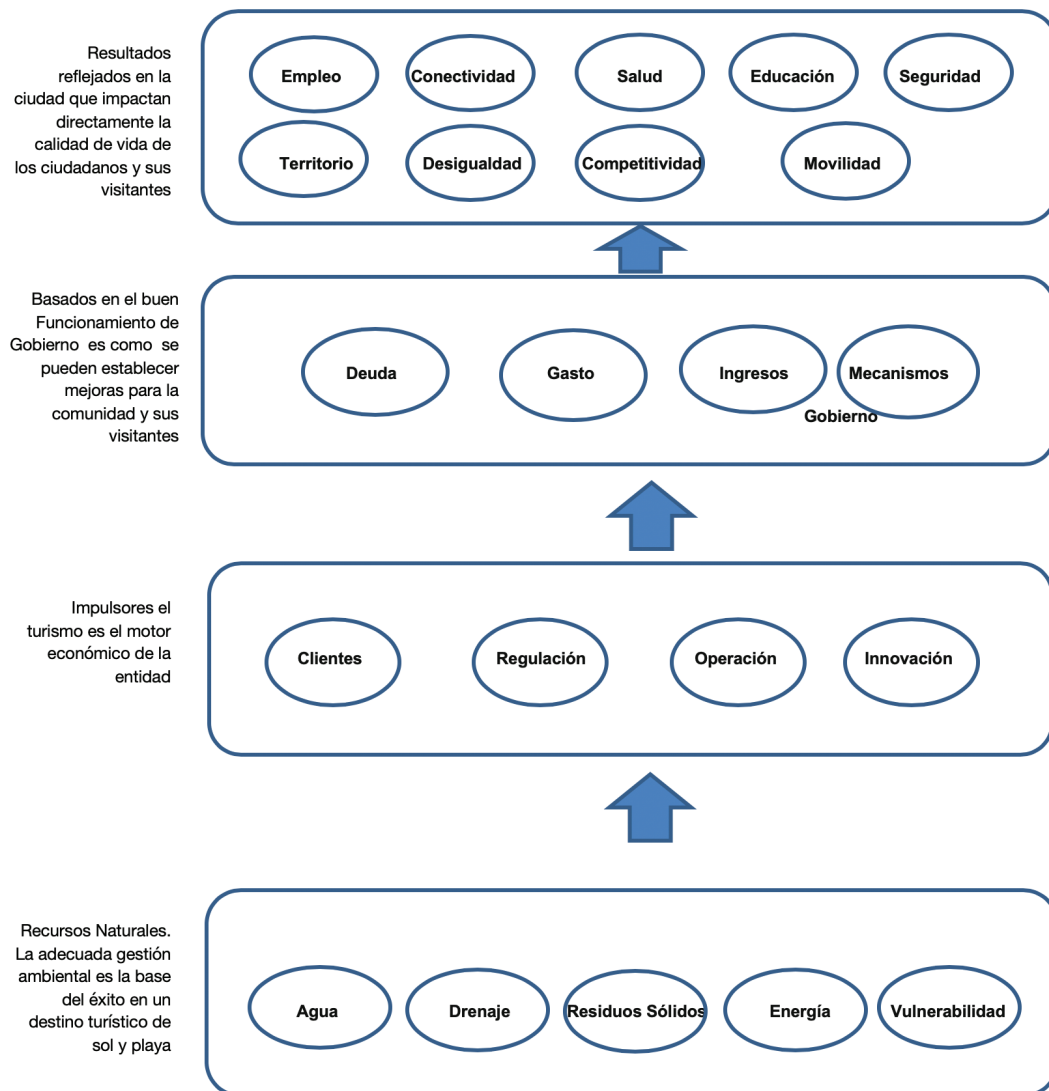 Resultados
reflejados en la
ciudad que impactan
directamente la
calidad de vida de
los ciudadanos y sus
visitantes
Empleo
Conectividad
Salud
Educación
Seguridad
Territorio
Desigualdad
Competitividad
Movilidad
Basados en el buen
Funcionamiento de
Gobierno es como se
pueden establecer
mejoras para la
comunidad y sus
visitantes
Deuda
Gasto
Ingresos
Mecanismos
Gobierno
Impulsores el
turismo es el motor
económico de la
entidad
Clientes
Regulación
Operación
Innovación
Recursos Naturales.
La adecuada gestión
ambiental es la base
del éxito en un
destino turístico de
sol y playa
Agua
Drenaje
Residuos Sólidos
Energía
Vulnerabilidad